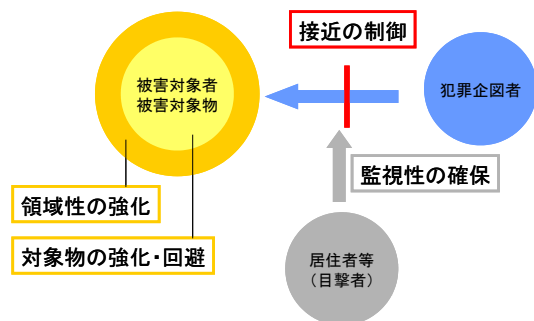 接近の制御
被害対象者
被害対象物
犯罪企図者
監視性の確保
領域性の強化
対象物の強化・回避
居住者等
（目撃者）